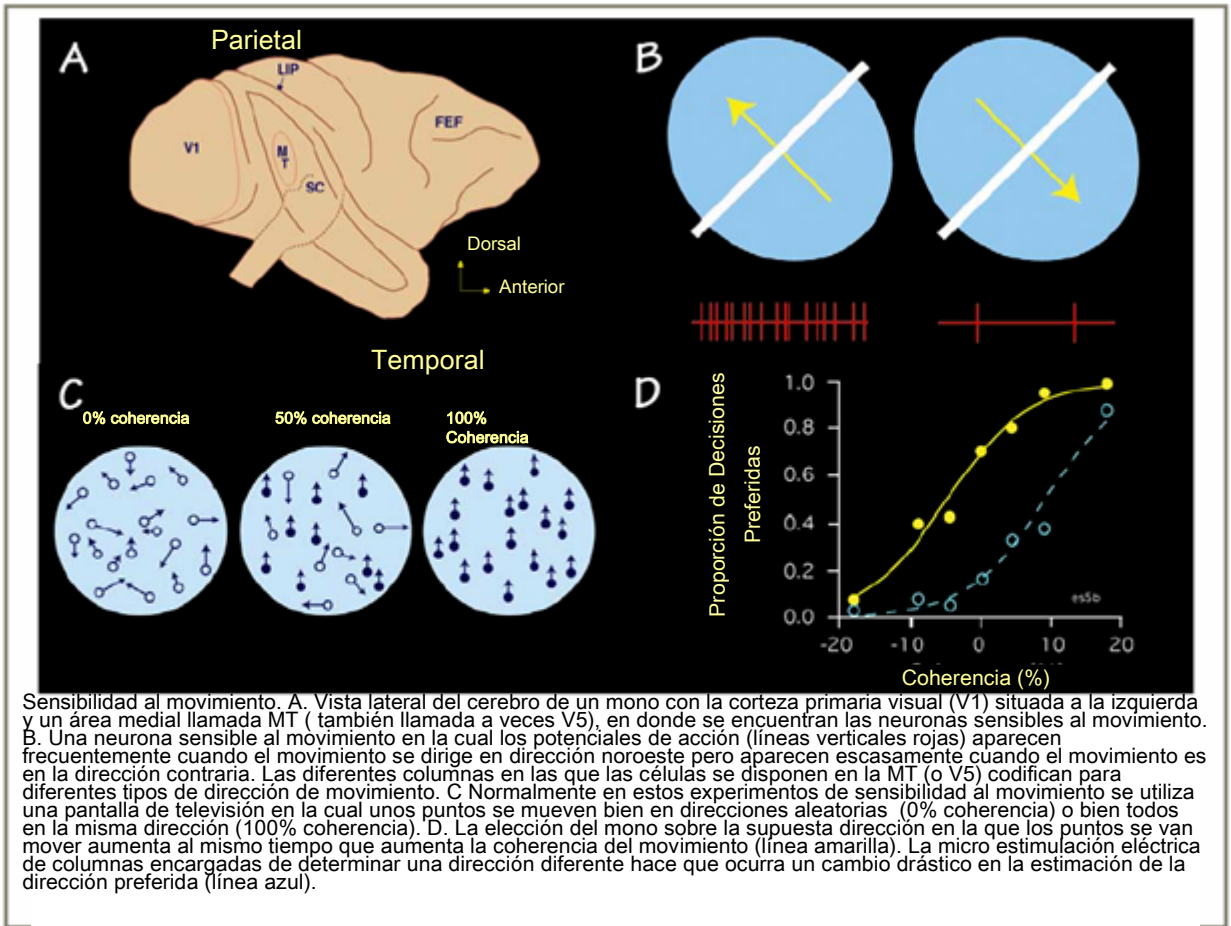 A
Parietal
LIP
V1
M
T
SC
FEF
Dorsal
Anterior
Temporal
B
C
0% coherencia
50% coherencia
100%
Coherencia
D
Proporción de Decisiones
Preferidas
1.0
0.8
0.6
0.4
0.2
0.0
-20
-10
0
10
20
es5b
Coherencia (%)
Sensibilidad al movimiento. A. Vista lateral del cerebro de un mono con la corteza primaria visual (V1) situada a la izquierda
y un área medial llamada MT ( también llamada a veces V5), en donde se encuentran las neuronas sensibles al movimiento.
B. Una neurona sensible al movimiento en la cual los potenciales de acción (líneas verticales rojas) aparecen
frecuentemente cuando el movimiento se dirige en dirección noroeste pero aparecen escasamente cuando el movimiento es
en la dirección contraria. Las diferentes columnas en las que las células se disponen en la MT (o V5) codifican para
diferentes tipos de dirección de movimiento. C Normalmente en estos experimentos de sensibilidad al movimiento se utiliza
una pantalla de televisión en la cual unos puntos se mueven bien en direcciones aleatorias (0% coherencia) o bien todos
en la misma dirección (100% coherencia). D. La elección del mono sobre la supuesta dirección en la que los puntos se van
mover aumenta al mismo tiempo que aumenta la coherencia del movimiento (línea amarilla). La micro estimulación eléctrica
de columnas encargadas de determinar una dirección diferente hace que ocurra un cambio drástico en la estimación de la
dirección preferida (línea azul).